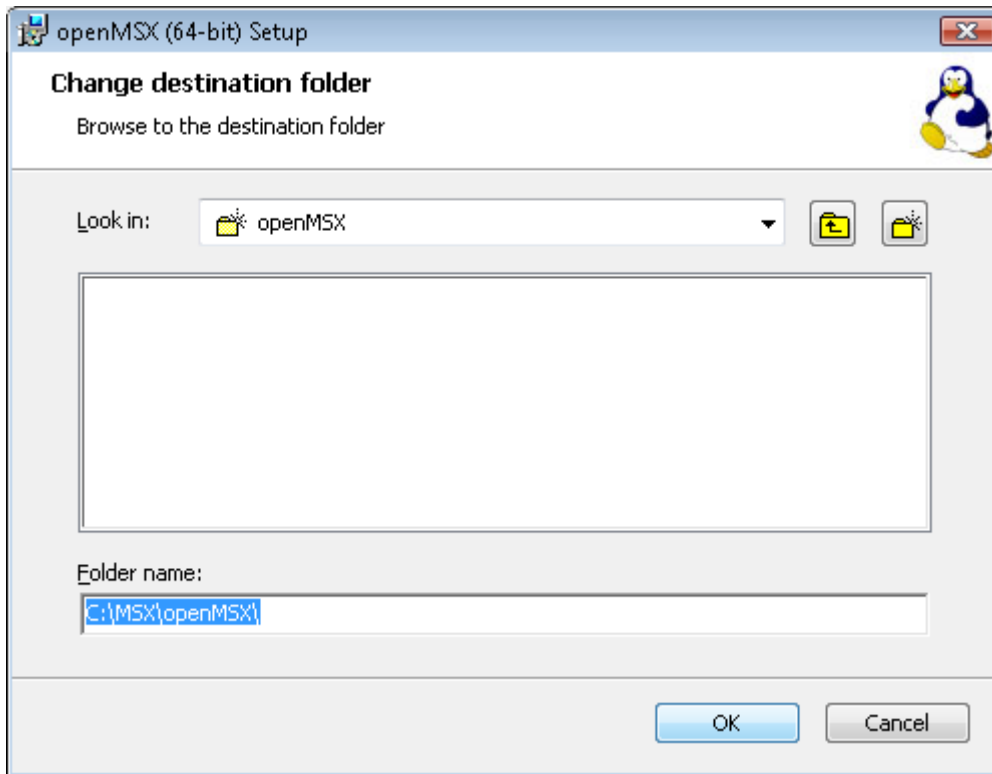 openMSX (64-bit) Setup
Change destination folder
Browse to the destination folder
Look in:
openMSX
Folder name:
C:\MSX\openMSX\
OK
Cancel